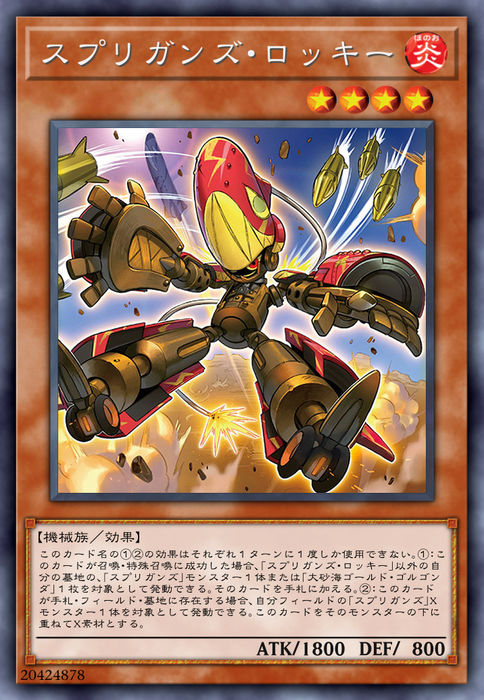 スプリガンズ・ロッキー
ほのお
炎
【機械族／効果】
このカード名の①②の効果はそれぞれ１ターンに１度しか使用できない。①：こ
のカードが召喚・特殊召喚に成功した場合、「スプリガンズ・ロッキー」以外の自
分の墓地の、「スプリガンズ」モンスター１体または「大砂海ゴールド・ゴルゴン
ダ」１枚を対象として発動できる。そのカードを手札に加える。②：このカード
が手札・フィールド・墓地に存在する場合、自分フィールドの「スプリガンズ」X
モンスター１体を対象として発動できる。このカードをそのモンスターの下に
重ねてX素材とする。
ATK/1800 DEF/ 800
20424878